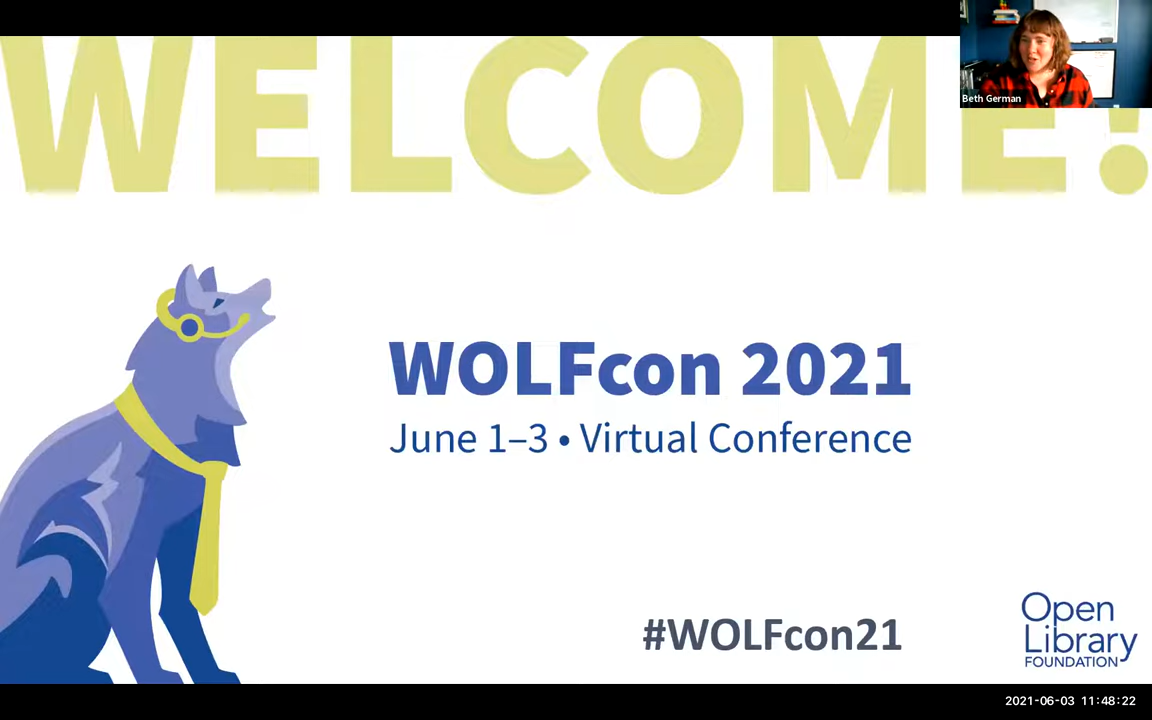 WELCOME!
Beth German
WOLFcon 2021
June 1–3 • Virtual Conference
#WOLFcon21
Open
Library
FOUNDATION
2021-06-03 11:48:22